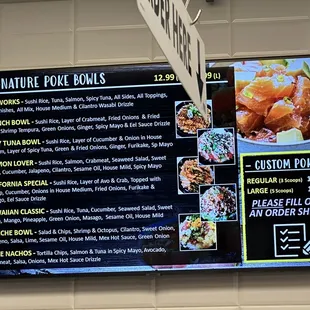 ER HERE
NATURE POKE BOWLS
12.99 (
(L)
WORKS - Sushi Rice, Tuna, Salmon, Spicy Tuna, All Sides, All Toppings,
nishes, All Mix, House Mild & Cilantro Wasabi Drizzle
NCH BOWL - Sushi Rice, Layer of Crabmeat, Fried Onions & Fried
Shrimp Tempura, Green Onions, Ginger, Spicy Mayo & Eel Sauce Drizzle
Y TUNA BOWL - Sushi Rice, Layer of Cucumber & Onion in House
Spicy Tuna, Green & Fried Onions, Ginger, Furikake, Sp Mayo
MON LOVER - Sushi Rice, Salmon, Crabmeat, Seaweed Salad, Sweet
Cucumber, Jalapeno, Cilantro, Sesame Oil, House Mild, Spicy Mayo
FORNIA SPECIAL - Sushi Rice, Layer of Avo & Crab, Topped with
Cucumber, Onions in House Medium, Fried Onions, Furikake &
Eel Sauce Drizzle
AIIAN CLASSIC - Sushi Rice, Tuna, Cucumber, Seaweed Salad, Sweet
Mango, Pineapple, Green Onion, Masago, Sesame Oil, House Mild
CHE BOWL - Salad & Chips, Shrimp & Octopus, Cilantro, Sweet Onion,
Salsa, Lime, Sesame Oil, House Mild, Mex Hot Sauce, Green Onion
E NACHOS - Tortilla Chips, Salmon & Tuna in Spicy Mayo, Avocado,
meat, Salsa, Onions, Mex Hot Sauce Drizzle
CUSTOM POK
REGULAR (3 Scoops)
LARGE (5 Scoops)
PLEASE FILL O
AN ORDER SH